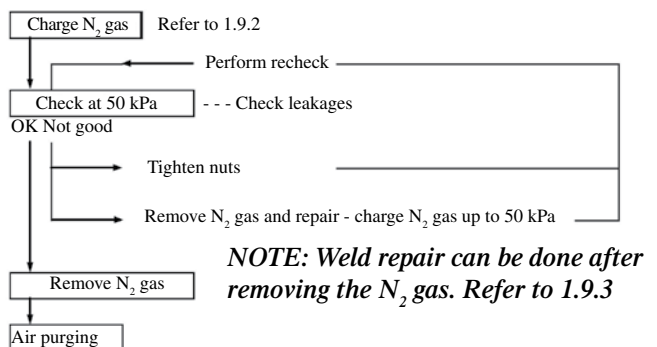 Charge N₂ gas Refer to 1.9.2
Perform recheck
Check at 50 kPa - - - Check leakages
OK Not good
Tighten nuts
Remove N₂ gas and repair - charge N₂ gas up to 50 kPa
NOTE: Weld repair can be done after
removing the N₂ gas. Refer to 1.9.3
Remove N₂ gas
Air purging